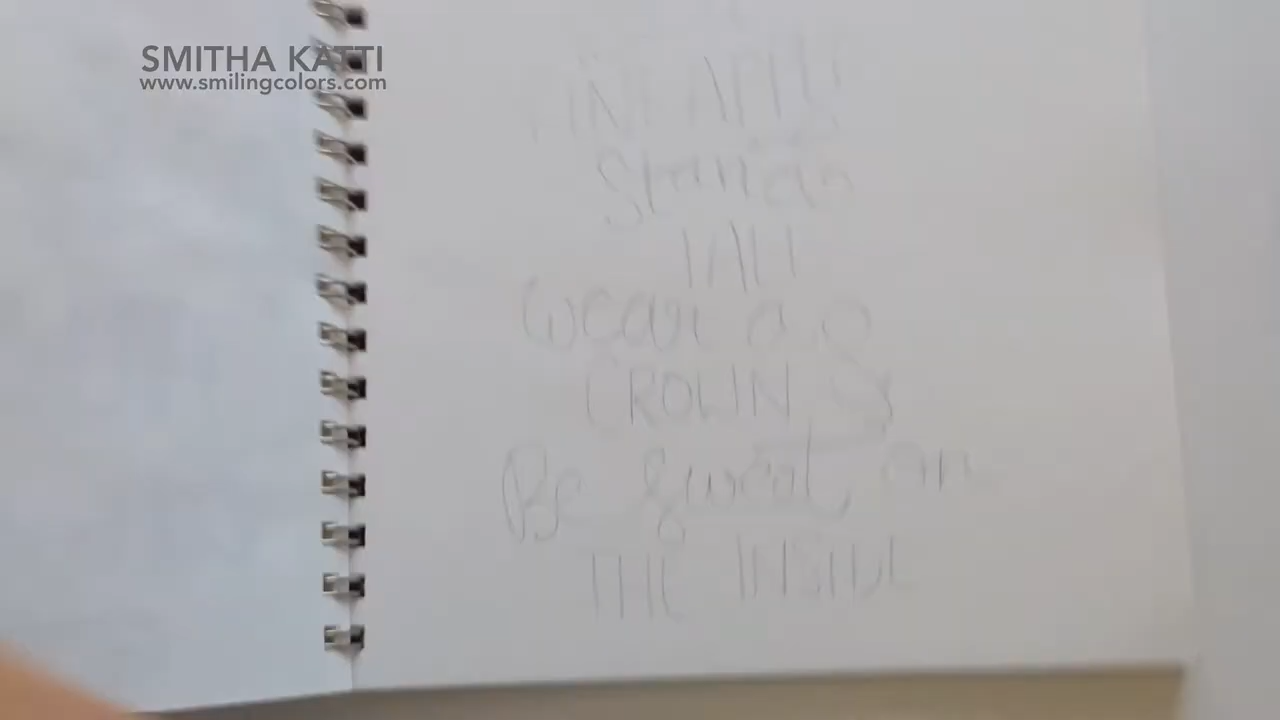 SMITHA KATTI
www.smilingcolors.com
Stand
TALL
wear a
CROWN &
Be sweet on
THE INSIDE